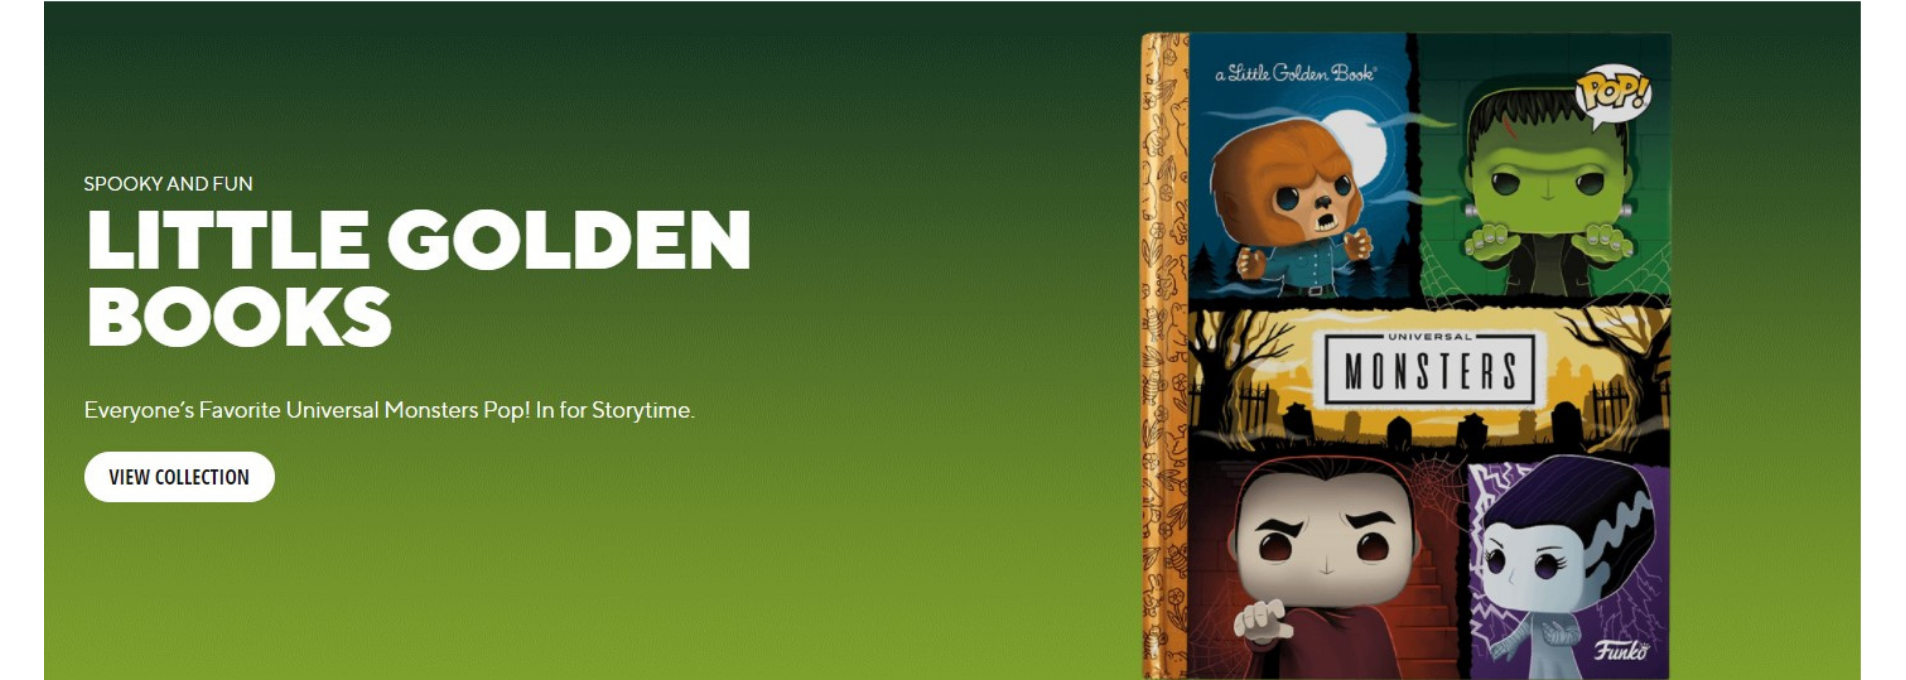 SPOOKY AND FUN
LITTLE GOLDEN
BOOKS
Everyone's Favorite Universal Monsters Pop! In for Storytime.
VIEW COLLECTION
a Little Golden Book®
POP!
UNIVERSAL
MONSTERS
Funko